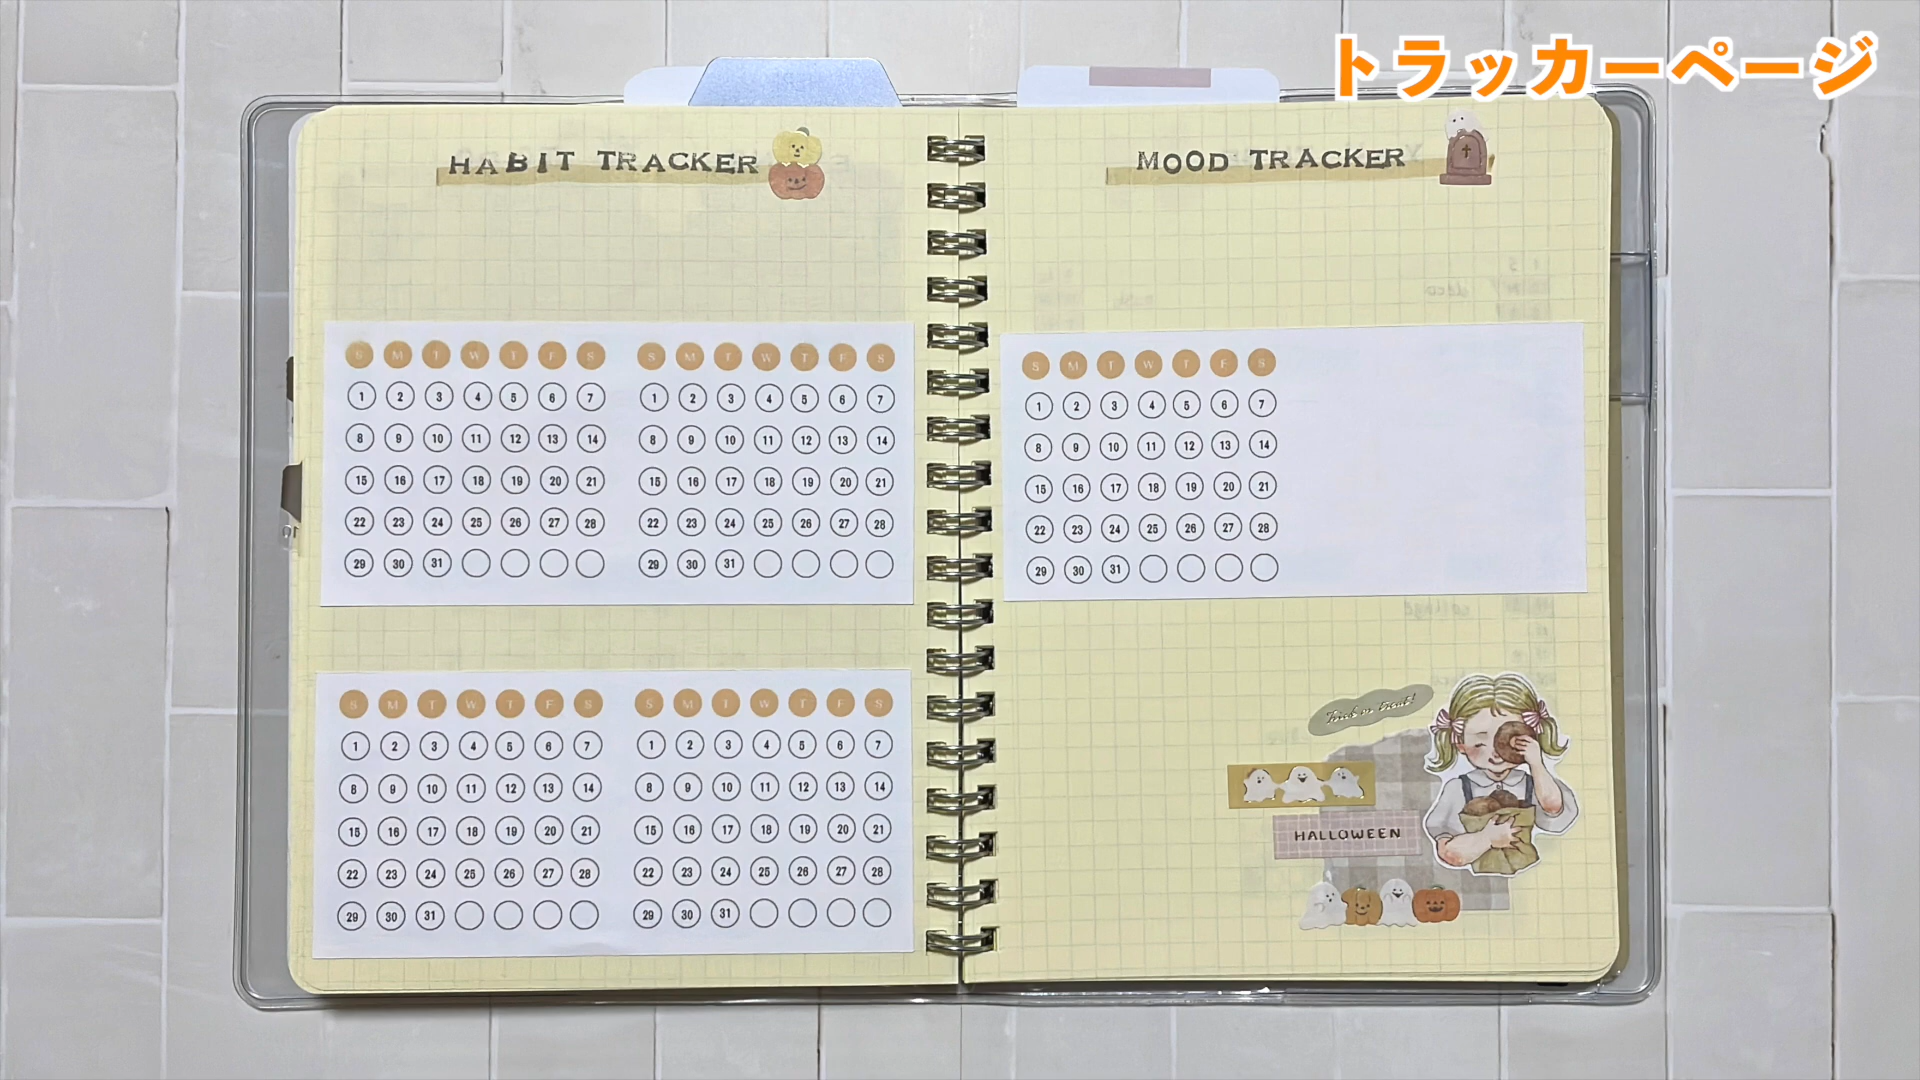 トラッカーページ
HABIT TRACKER
S M T W T F S
1 2 3 4 5 6 7
8 9 10 11 12 13 14
15 16 17 18 19 20 21
22 23 24 25 26 27 28
29 30 31
S M T W T F S
1 2 3 4 5 6 7
8 9 10 11 12 13 14
15 16 17 18 19 20 21
22 23 24 25 26 27 28
29 30 31
S M T W T F S
1 2 3 4 5 6 7
8 9 10 11 12 13 14
15 16 17 18 19 20 21
22 23 24 25 26 27 28
29 30 31
S M T W T F S
1 2 3 4 5 6 7
8 9 10 11 12 13 14
15 16 17 18 19 20 21
22 23 24 25 26 27 28
29 30 31
MOOD TRACKER
S M T W T F S
1 2 3 4 5 6 7
8 9 10 11 12 13 14
15 16 17 18 19 20 21
22 23 24 25 26 27 28
29 30 31
Trick or treat!
HALLOWEEN